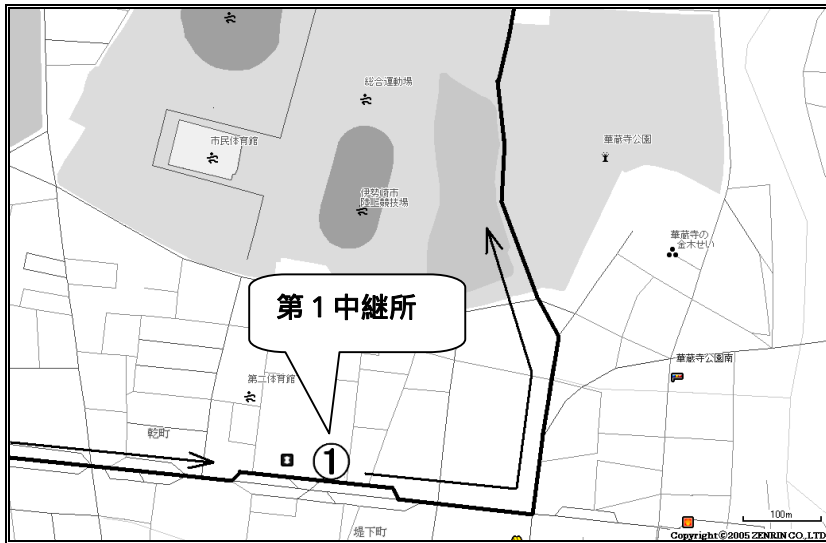 総合運動場
市民体育館
華蔵寺公園
伊勢崎市
陸上競技場
華蔵寺の
金木せい
第1中継所
華蔵寺公園南
第二体育館
乾町
①
堤下町
100m
Copyright©2005 ZENRIN CO.,LTD